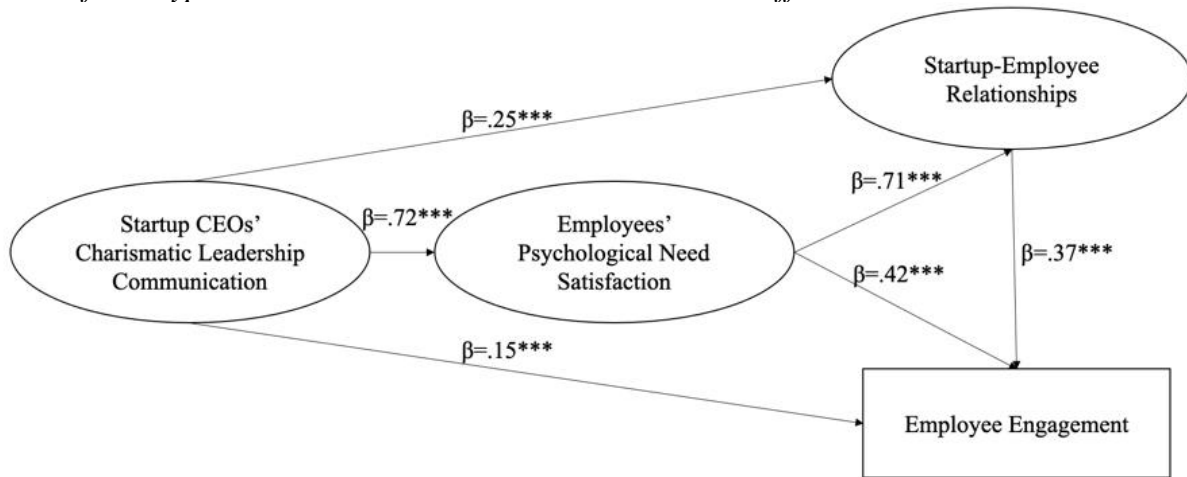 Startup-Employee
Relationships
β=.25***
β=.71***
Startup CEOs’
Charismatic Leadership
Communication
β=.72***
Employees’
Psychological Need
Satisfaction
β=.37***
β=.42***
β=.15***
Employee Engagement